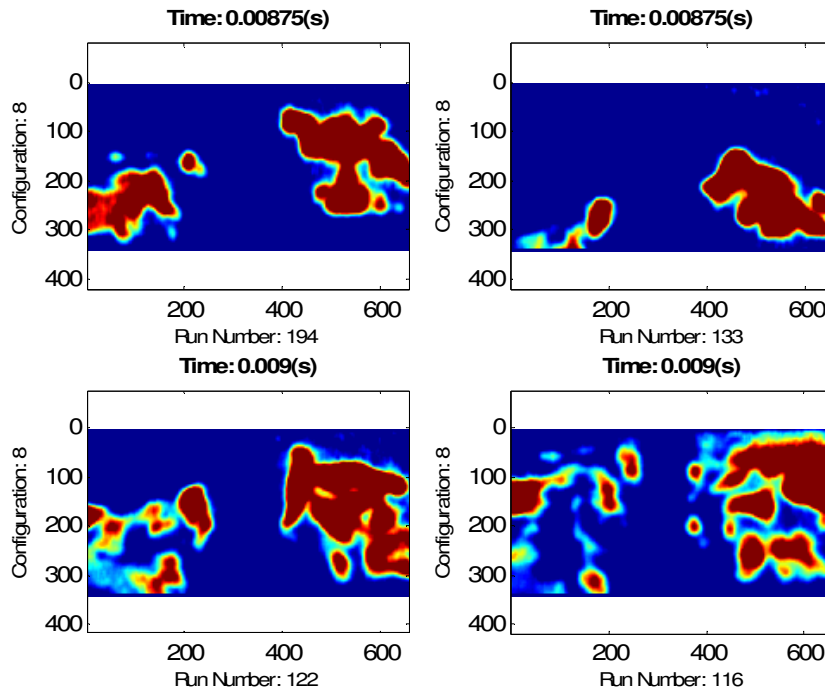 Time: 0.00875(s)
Configuration: 8
0
100
200
300
400
200 400 600
Run Number: 194
Time: 0.00875(s)
Configuration: 8
0
100
200
300
400
200 400 600
Run Number: 133
Time: 0.009(s)
Configuration: 8
0
100
200
300
400
200 400 600
Run Number: 122
Time: 0.009(s)
Configuration: 8
0
100
200
300
400
200 400 600
Run Number: 116